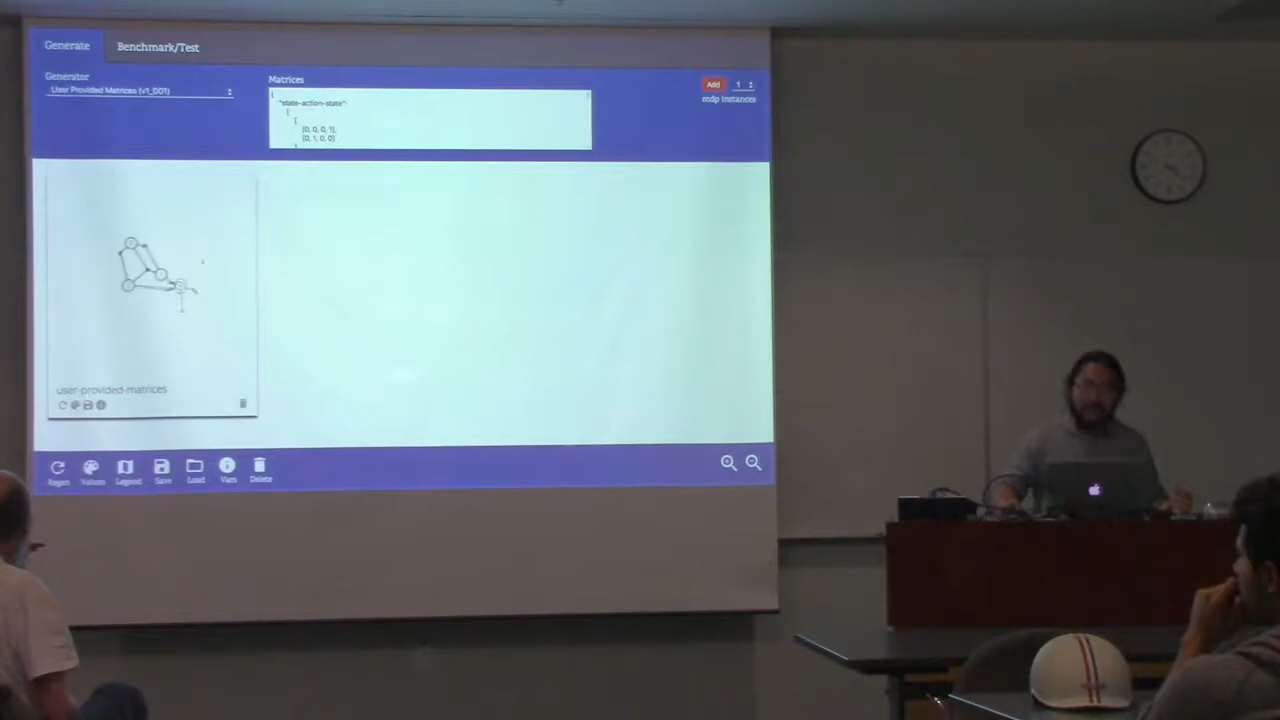 Generate
Benchmark/Test
Generator
User Provided Matrices (v1_001)
Matrices
{
"state-action-state":
[
[
[0, 0, 0, 1],
[0, 1, 0, 0]
Add
1
mdp instances
user-provided-matrices
Regen
Values
Legend
Save
Load
Vars
Delete